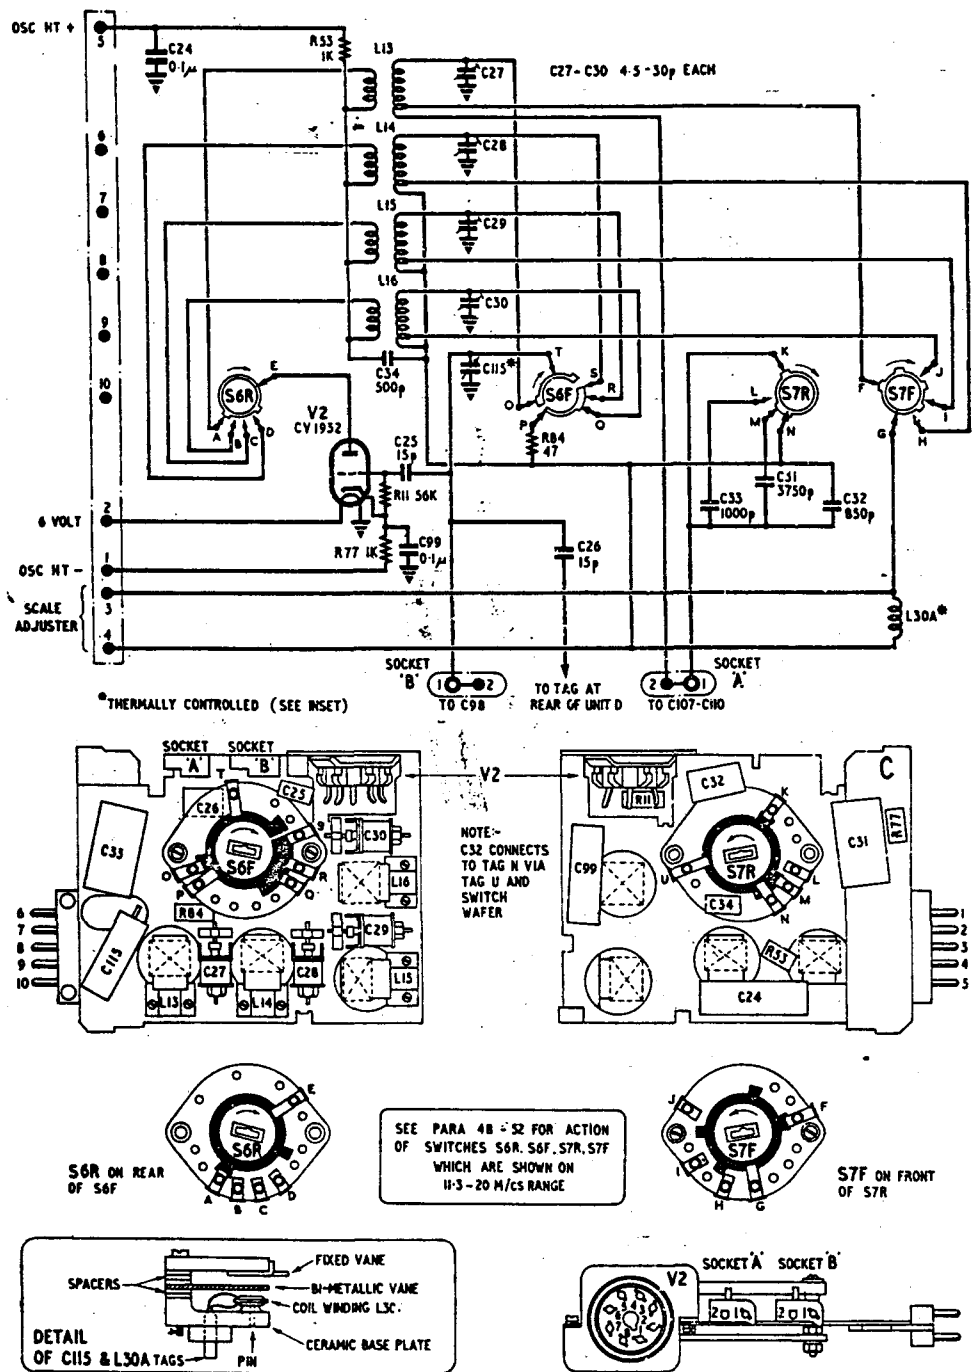 OSC HT +
5
C24
0·1µ
R53
1K
L13
C27
C27-C30 4·5-30p EACH
6
L14
C28
7
L15
C29
8
L16
C30
9
10
E
S6R
A
B
C
D
V2
CV1932
C34
500p
C115*
T
S
R
S6F
O
P
Q
R84
47
K
L
M
N
S7R
F
J
S7F
I
G
H
C25
15p
R11 56K
C33
1000p
C31
3750p
C32
850p
6 VOLT
2
R77 1K
C99
0·1µ
C26
15p
OSC HT -
1
SCALE
ADJUSTER
3
4
L30A*
SOCKET
'B'
1
2
TO C98
TO TAG AT
REAR OF UNIT D
SOCKET
'A'
2
1
TO C107-C110
*THERMALLY CONTROLLED (SEE INSET)
SOCKET
'A'
SOCKET
'B'
V2
T
C26
C25
C33
S6F
C30
L16
O
P
R
Q
R84
C29
C115
C27
C28
L13
L14
L15
6
7
8
9
10
NOTE:-
C32 CONNECTS
TO TAG N VIA
TAG U AND
SWITCH
WAFER
R11
C32
C
K
C31
R77
C99
S7R
U
L
M
N
C34
R53
C24
1
2
3
4
5
E
S6R
A
B
C
D
S6R ON REAR
OF S6F
SEE PARA 48 - 52 FOR ACTION
OF SWITCHES S6R, S6F, S7R, S7F
WHICH ARE SHOWN ON
11·3-20 M/CS RANGE
J
F
S7F
I
H
G
S7F ON FRONT
OF S7R
SPACERS
FIXED VANE
BI-METALLIC VANE
COIL WINDING
CERAMIC BASE PLATE
PIN
DETAIL
OF C115 & L30A TAGS
V2
SOCKET 'A'
SOCKET 'B'
2 1
2 1